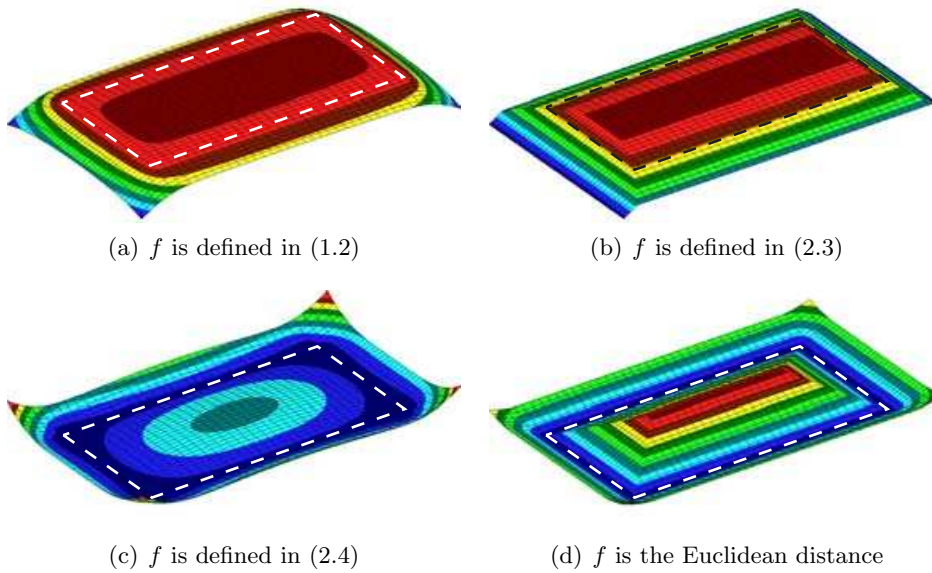 (a) f is defined in (1.2)
(b) f is defined in (2.3)
(c) f is defined in (2.4)
(d) f is the Euclidean distance